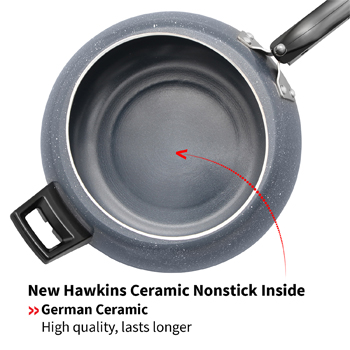 New Hawkins Ceramic Nonstick Inside
» German Ceramic
High quality, lasts longer